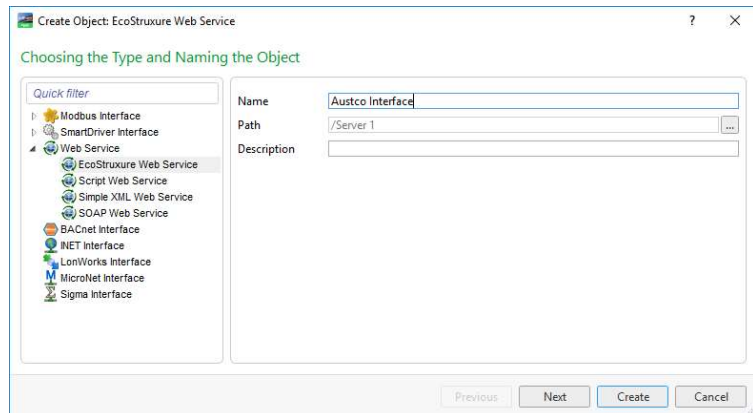 Create Object: EcoStruxure Web Service
?
Choosing the Type and Naming the Object
Quick filter
Modbus Interface
SmartDriver Interface
Web Service
EcoStruxure Web Service
Script Web Service
Simple XML Web Service
SOAP Web Service
BACnet Interface
INET Interface
LonWorks Interface
M MicroNet Interface
Σ Sigma Interface
Name Austco Interface
Path /Server 1 ...
Description
Previous Next Create Cancel